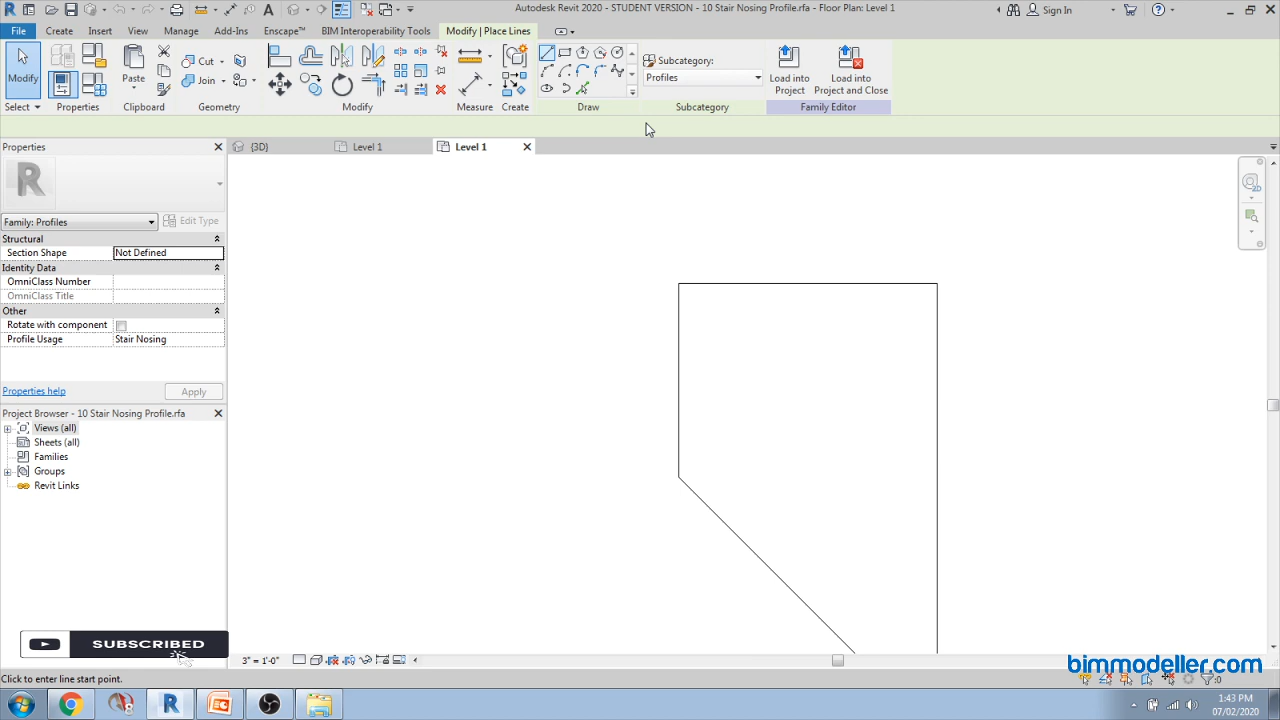 Autodesk Revit 2020 - STUDENT VERSION - 10 Stair Nosing Profile.rfa - Floor Plan: Level 1
Sign In
File Create Insert View Manage Add-Ins Enscape™ BIM Interoperability Tools Modify | Place Lines
Modify
Paste
Cut
Join
Subcategory:
Profiles
Load into
Project
Load into
Project and Close
Select Properties Clipboard Geometry Modify Measure Create Draw Subcategory Family Editor
Properties
{3D} Level 1 Level 1
Family: Profiles
Edit Type
Structural
Section Shape Not Defined
Identity Data
OmniClass Number
OmniClass Title
Other
Rotate with component
Profile Usage Stair Nosing
Properties help
Apply
Project Browser - 10 Stair Nosing Profile.rfa
Views (all)
Sheets (all)
Families
Groups
Revit Links
SUBSCRIBED
3" = 1'-0"
bimmodeller.com
Click to enter line start point.
:0
1:43 PM
07/02/2020